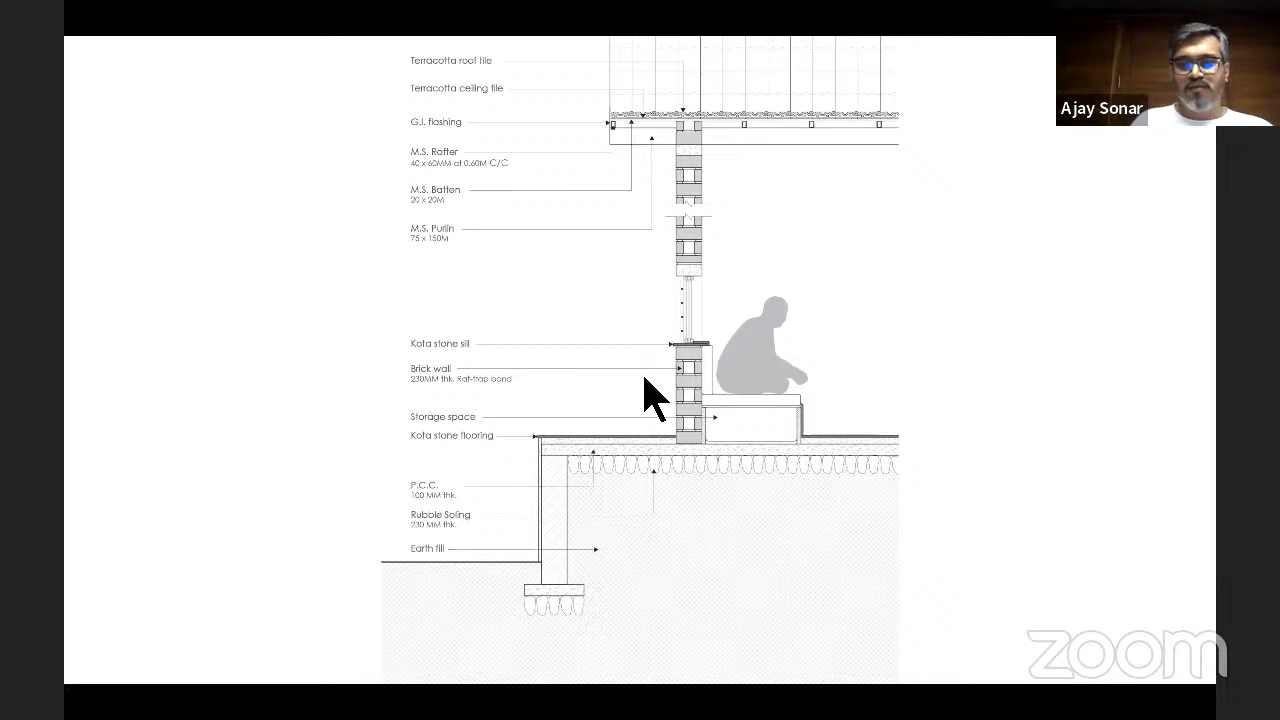 Terracotta roof tile
Terracotta ceiling tile
G.I. flashing
M.S. Rafter
40 x 60MM at 0.60M C/C
M.S. Batten
20 x 20M
M.S. Purlin
75 x 150M
Kota stone sill
Brick wall
230MM thk. Rat-trap bond
Storage space
Kota stone flooring
P.C.C.
100 MM thk.
Rubble Soling
230 MM thk.
Earth fill
Ajay Sonar
zoom